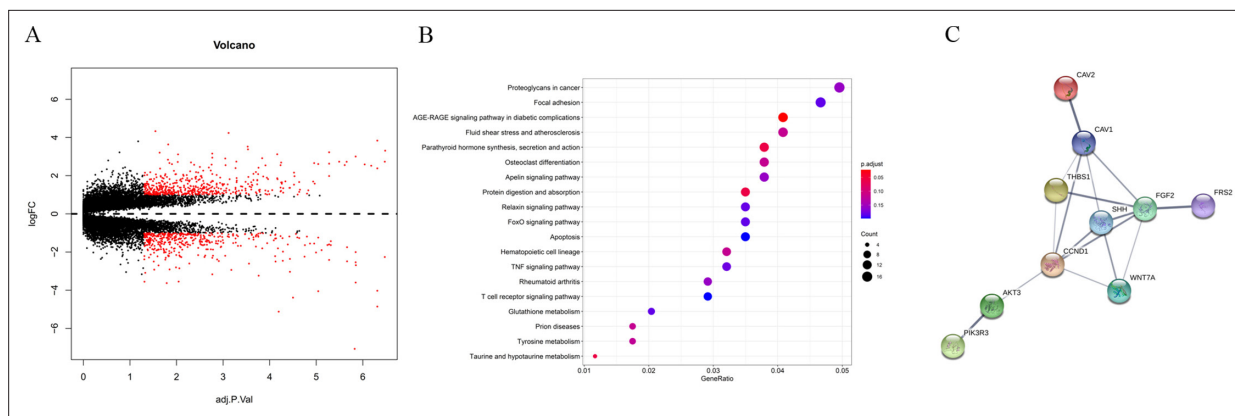 A
Volcano
6
4
2
0
-2
-4
-6
logFC
0 1 2 3 4 5 6
adj.P.Val
B
Proteoglycans in cancer
Focal adhesion
AGE-RAGE signaling pathway in diabetic complications
Fluid shear stress and atherosclerosis
Parathyroid hormone synthesis, secretion and action
Osteoclast differentiation
Apelin signaling pathway
Protein digestion and absorption
Relaxin signaling pathway
FoxO signaling pathway
Apoptosis
Hematopoietic cell lineage
TNF signaling pathway
Rheumatoid arthritis
T cell receptor signaling pathway
Glutathione metabolism
Prion diseases
Tyrosine metabolism
Taurine and hypotaurine metabolism
0.01 0.02 0.03 0.04 0.05
GeneRatio
p.adjust
0.05
0.10
0.15
Count
4
8
12
16
C
CAV2
CAV1
THBS1
FGF2
FRS2
SHH
CCND1
WNT7A
AKT3
PIK3R3